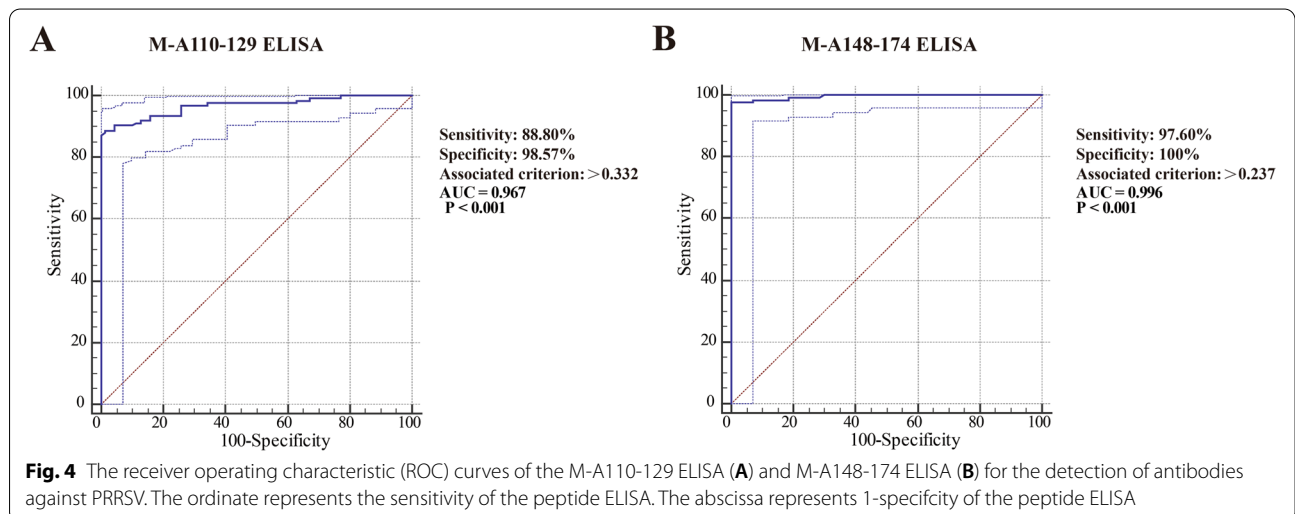 A
M-A110-129 ELISA
100
80
60
40
20
0
Sensitivity
0
20
40
60
80
100
100-Specificity
Sensitivity: 88.80%
Specificity: 98.57%
Associated criterion: >0.332
AUC = 0.967
P < 0.001
B
M-A148-174 ELISA
100
80
60
40
20
0
Sensitivity
0
20
40
60
80
100
100-Specificity
Sensitivity: 97.60%
Specificity: 100%
Associated criterion: >0.237
AUC = 0.996
P < 0.001
Fig. 4 The receiver operating characteristic (ROC) curves of the M-A110-129 ELISA (A) and M-A148-174 ELISA (B) for the detection of antibodies
against PRRSV. The ordinate represents the sensitivity of the peptide ELISA. The abscissa represents 1-specifcity of the peptide ELISA